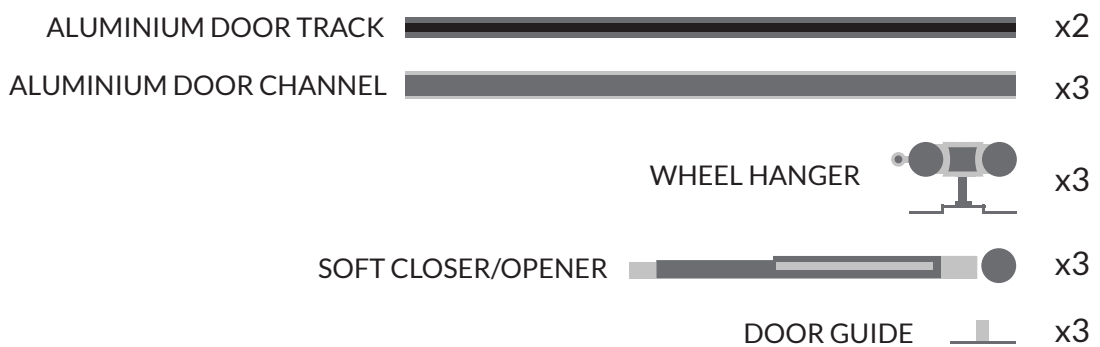 ALUMINIUM DOOR TRACK x2
ALUMINIUM DOOR CHANNEL x3
WHEEL HANGER x3
SOFT CLOSER/OPENER x3
DOOR GUIDE x3